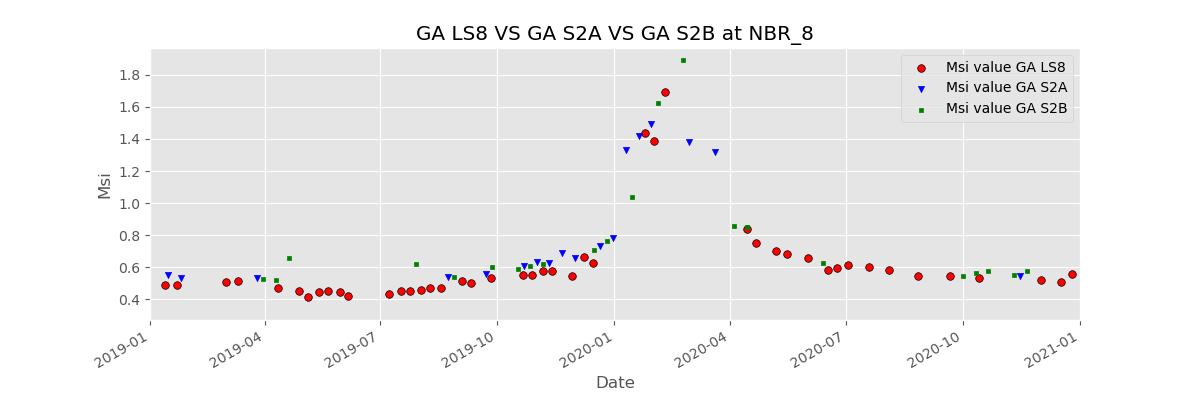 GA LS8 VS GA S2A VS GA S2B at NBR_8
Msi value GA LS8
Msi value GA S2A
Msi value GA S2B
Msi
1.8
1.6
1.4
1.2
1.0
0.8
0.6
0.4
2019-01
2019-04
2019-07
2019-10
2020-01
2020-04
2020-07
2020-10
2021-01
Date